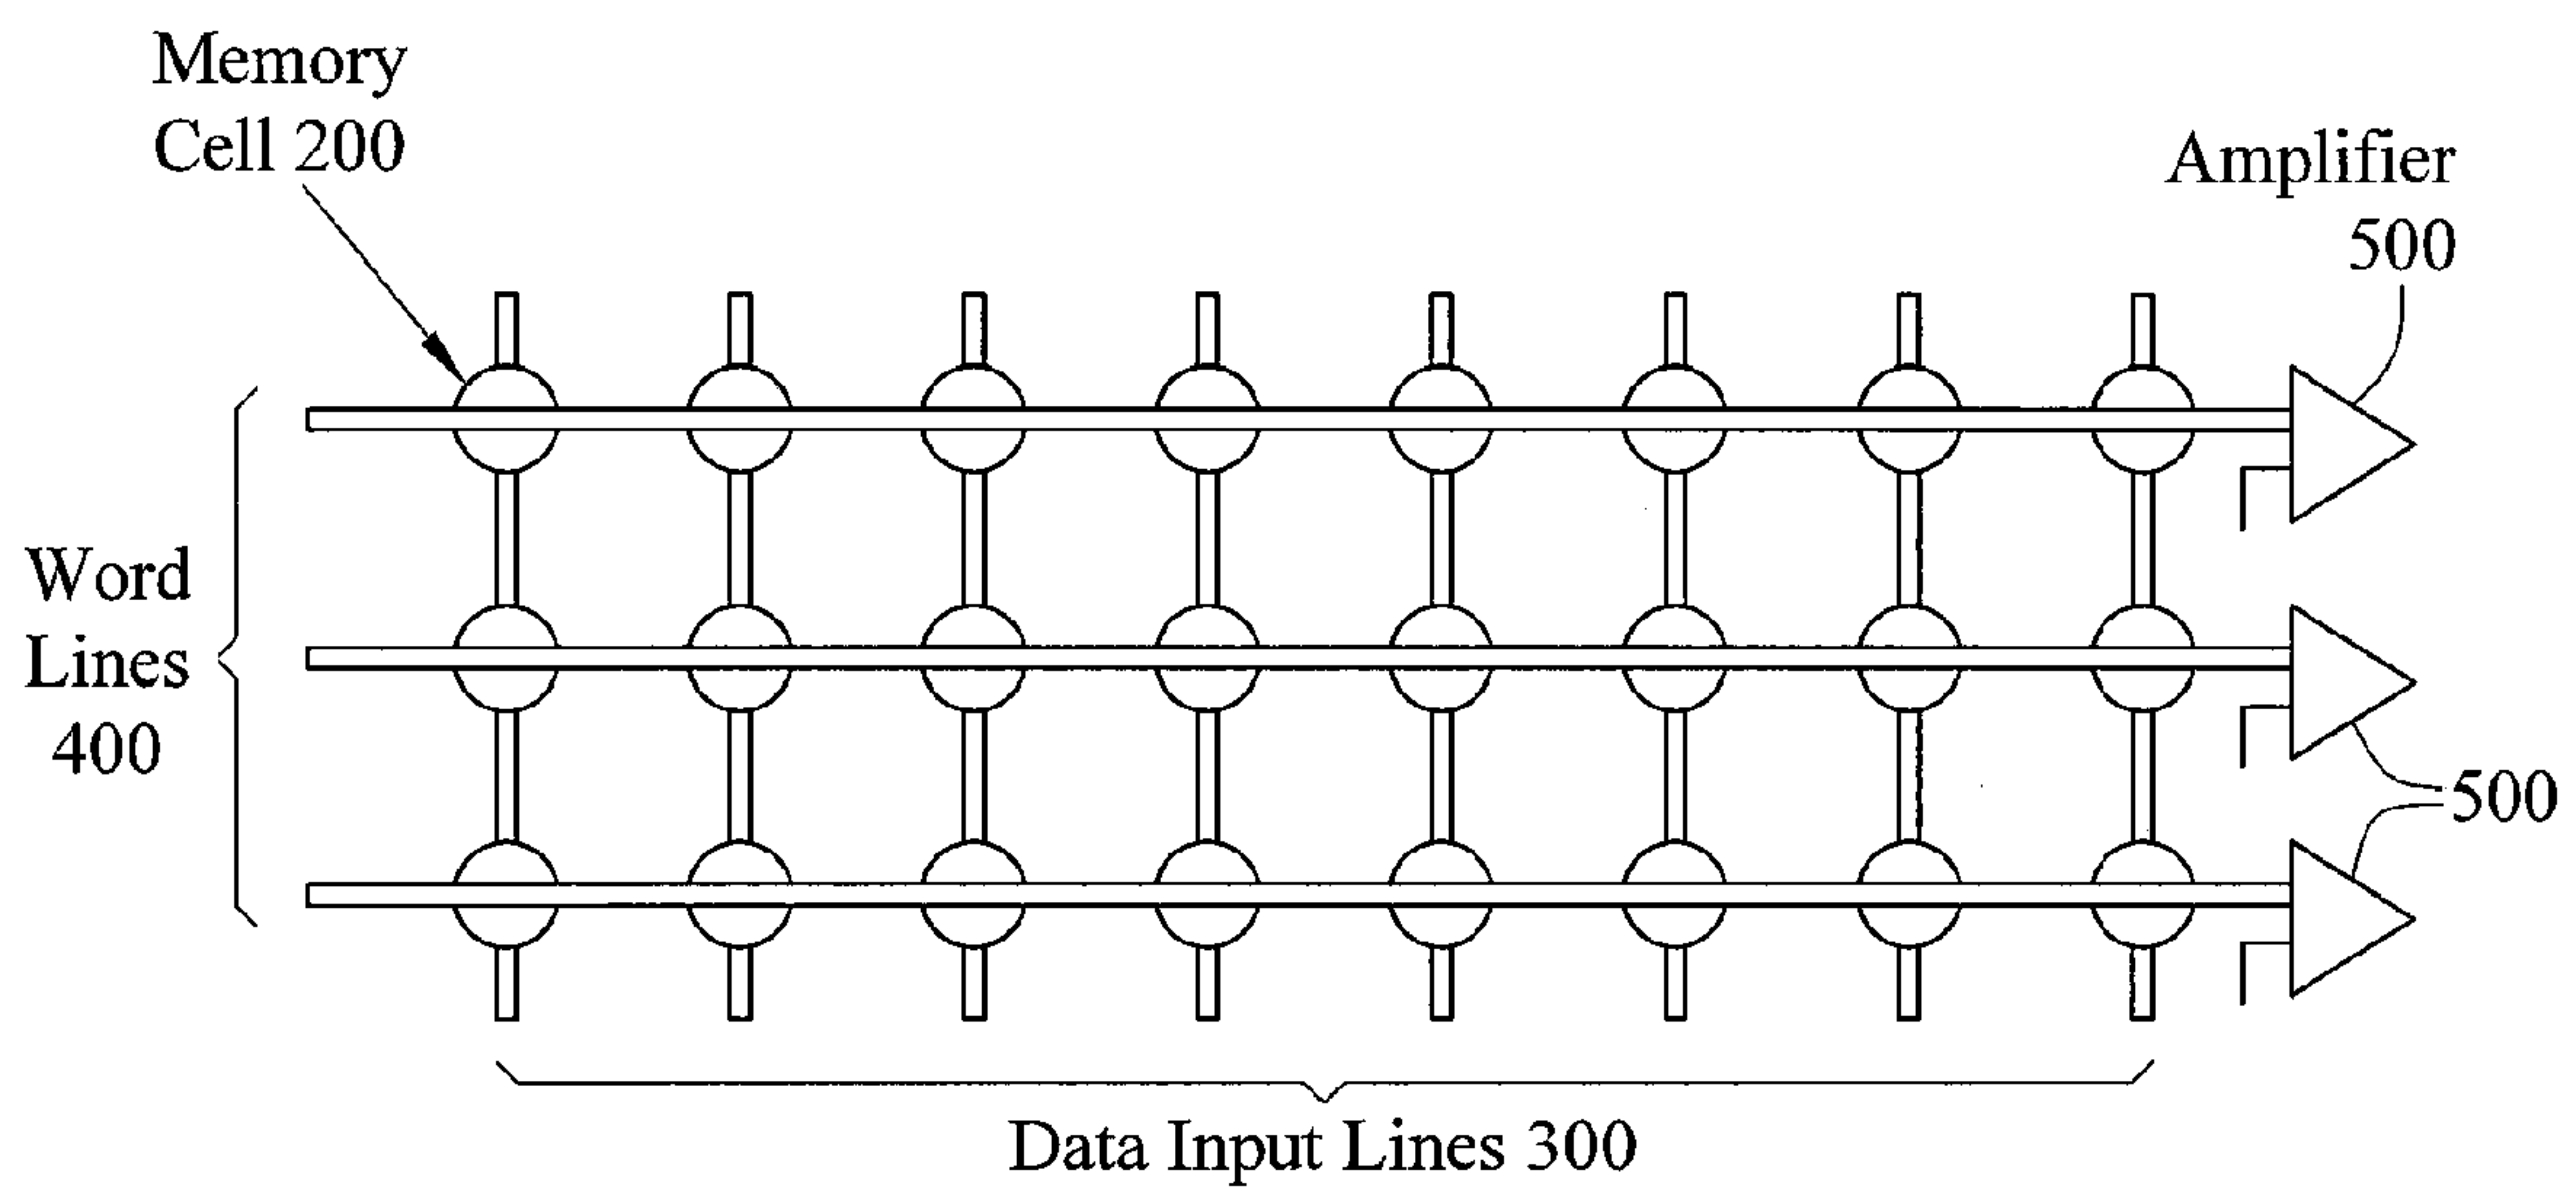 Memory
Cell 200
Amplifier
500
Word
Lines
400
500
Data Input Lines 300